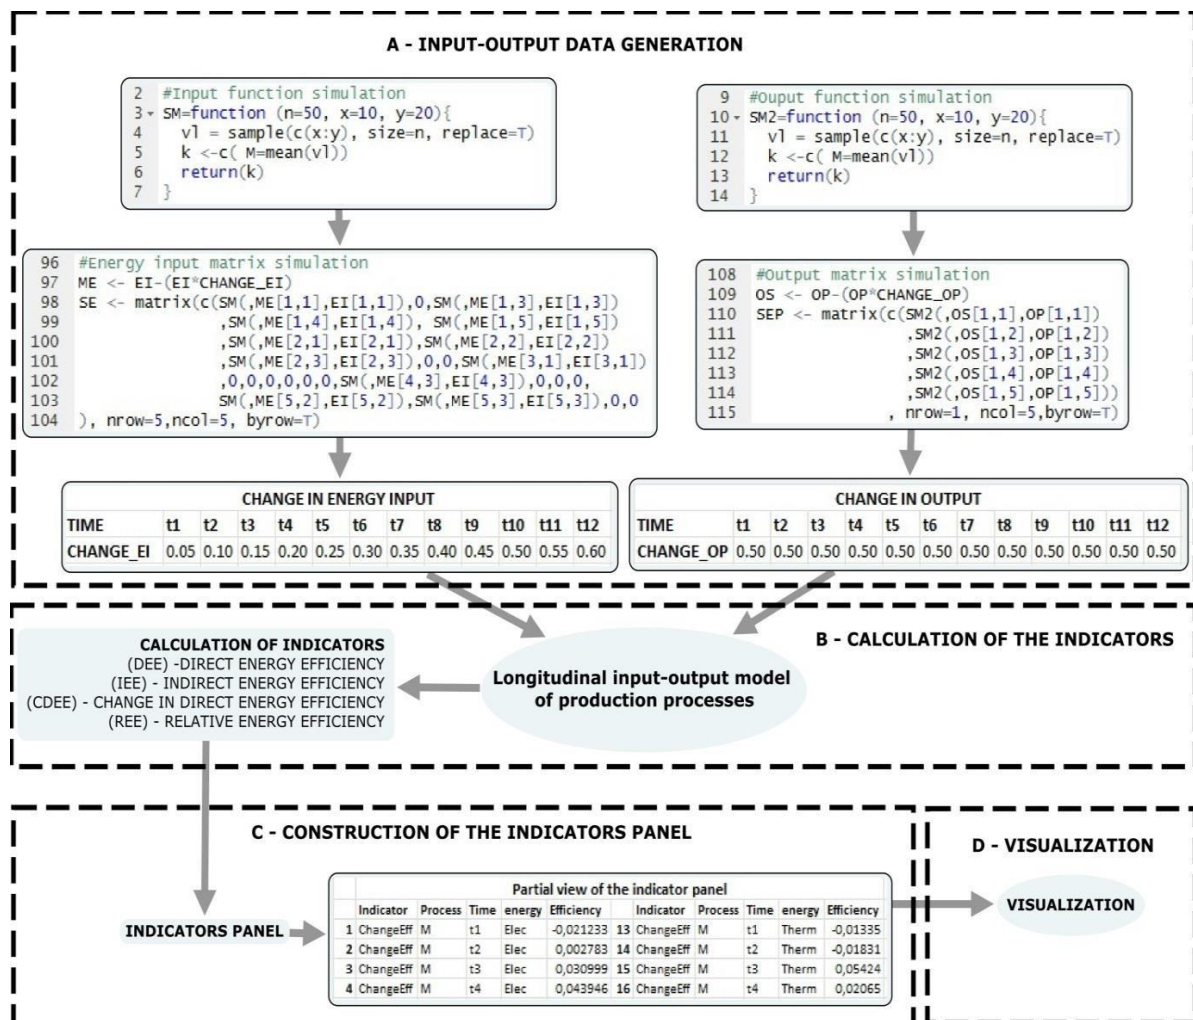 A - INPUT-OUTPUT DATA GENERATION
2 #Input function simulation
3 SM=function (n=50, x=10, y=20){
4 vl = sample(c(x:y), size=n, replace=T)
5 k <-c( M=mean(vl))
6 return(k)
7 }
9 #Ouput function simulation
10 SM2=function (n=50, x=10, y=20){
11 vl = sample(c(x:y), size=n, replace=T)
12 k <-c( M=mean(vl))
13 return(k)
14 }
96 #Energy input matrix simulation
97 ME <- EI-(EI*CHANGE_EI)
98 SE <- matrix(c(SM(,ME[1,1],EI[1,1]),0,SM(,ME[1,3],EI[1,3])
99 ,SM(,ME[1,4],EI[1,4]), SM(,ME[1,5],EI[1,5])
100 ,SM(,ME[2,1],EI[2,1]),SM(,ME[2,2],EI[2,2])
101 ,SM(,ME[2,3],EI[2,3]),0,0,SM(,ME[3,1],EI[3,1])
102 ,0,0,0,0,0,0,SM(,ME[4,3],EI[4,3]),0,0,0,
103 SM(,ME[5,2],EI[5,2]),SM(,ME[5,3],EI[5,3]),0,0
104 ), nrow=5,ncol=5, byrow=T)
108 #Output matrix simulation
109 OS <- OP-(OP*CHANGE_OP)
110 SEP <- matrix(c(SM2(,OS[1,1],OP[1,1])
111 ,SM2(,OS[1,2],OP[1,2])
112 ,SM2(,OS[1,3],OP[1,3])
113 ,SM2(,OS[1,4],OP[1,4])
114 ,SM2(,OS[1,5],OP[1,5]))
115 , nrow=1, ncol=5,byrow=T)
CHANGE IN ENERGY INPUT
TIME t1 t2 t3 t4 t5 t6 t7 t8 t9 t10 t11 t12
CHANGE_EI 0.05 0.10 0.15 0.20 0.25 0.30 0.35 0.40 0.45 0.50 0.55 0.60
CHANGE IN OUTPUT
TIME t1 t2 t3 t4 t5 t6 t7 t8 t9 t10 t11 t12
CHANGE_OP 0.50 0.50 0.50 0.50 0.50 0.50 0.50 0.50 0.50 0.50 0.50 0.50
B - CALCULATION OF THE INDICATORS
CALCULATION OF INDICATORS
(DEE) -DIRECT ENERGY EFFICIENCY
(IEE) - INDIRECT ENERGY EFFICIENCY
(CDEE) - CHANGE IN DIRECT ENERGY EFFICIENCY
(REE) - RELATIVE ENERGY EFFICIENCY
Longitudinal input-output model
of production processes
C - CONSTRUCTION OF THE INDICATORS PANEL
INDICATORS PANEL
Partial view of the indicator panel
Indicator Process Time energy Efficiency Indicator Process Time energy Efficiency
1 ChangeEff M t1 Elec -0,021233 13 ChangeEff M t1 Therm -0,01335
2 ChangeEff M t2 Elec 0,002783 14 ChangeEff M t2 Therm -0,01831
3 ChangeEff M t3 Elec 0,030999 15 ChangeEff M t3 Therm 0,05424
4 ChangeEff M t4 Elec 0,043946 16 ChangeEff M t4 Therm 0,02065
D - VISUALIZATION
VISUALIZATION